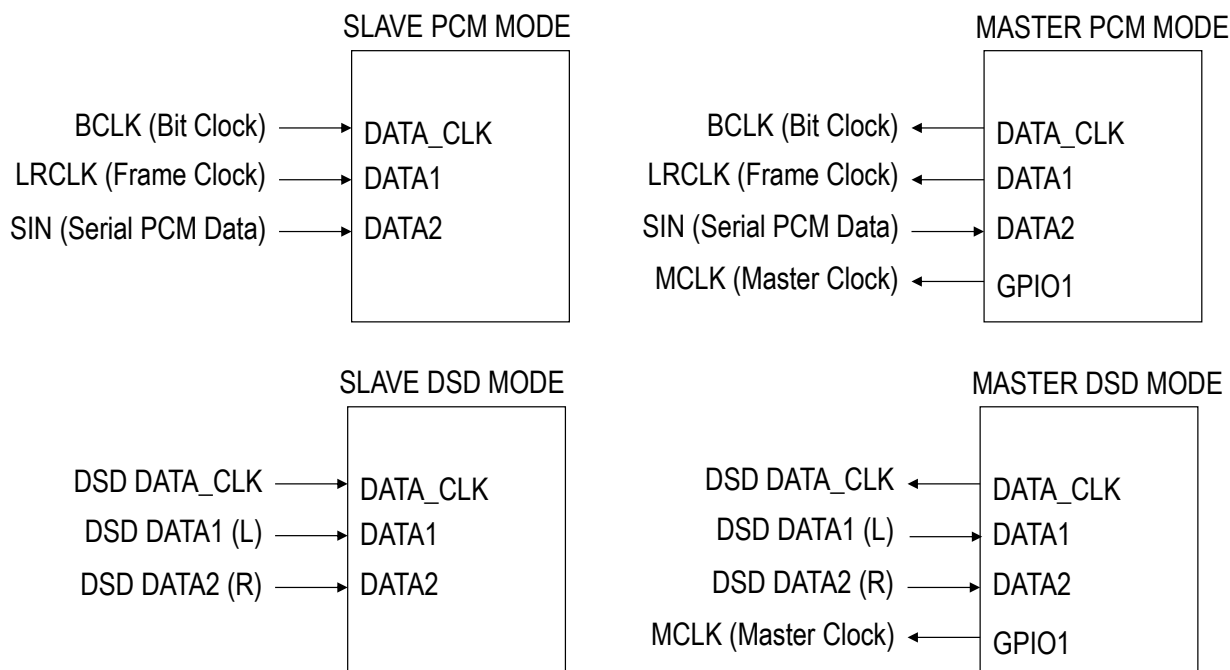 SLAVE PCM MODE
BCLK (Bit Clock)
DATA_CLK
LRCLK (Frame Clock)
DATA1
SIN (Serial PCM Data)
DATA2
MASTER PCM MODE
BCLK (Bit Clock)
DATA_CLK
LRCLK (Frame Clock)
DATA1
SIN (Serial PCM Data)
DATA2
MCLK (Master Clock)
GPIO1
SLAVE DSD MODE
DSD DATA_CLK
DATA_CLK
DSD DATA1 (L)
DATA1
DSD DATA2 (R)
DATA2
MASTER DSD MODE
DSD DATA_CLK
DATA_CLK
DSD DATA1 (L)
DATA1
DSD DATA2 (R)
DATA2
MCLK (Master Clock)
GPIO1